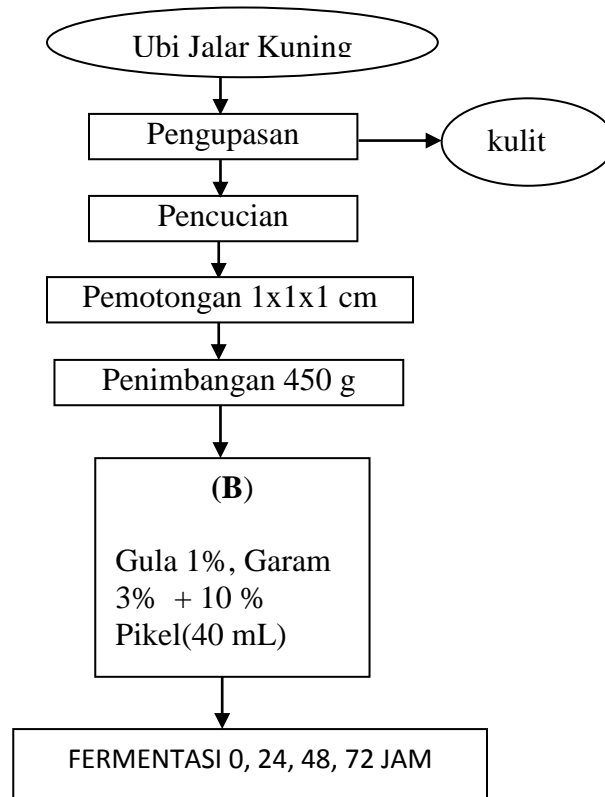 Ubi Jalar Kuning
Pengupasan
kulit
Pencucian
Pemotongan 1x1x1 cm
Penimbangan 450 g
(B)
Gula 1%, Garam
3% + 10 %
Pikel(40 mL)
FERMENTASI 0, 24, 48, 72 JAM